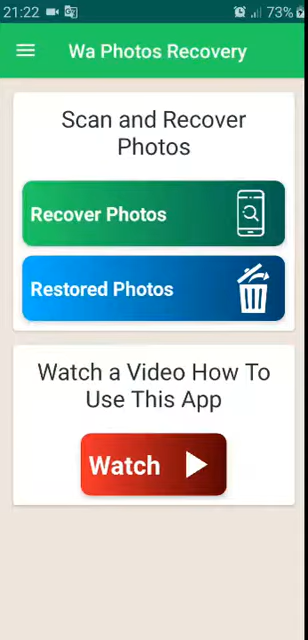 21:22
73%
Wa Photos Recovery
Scan and Recover
Photos
Recover Photos
Restored Photos
Watch a Video How To
Use This App
Watch